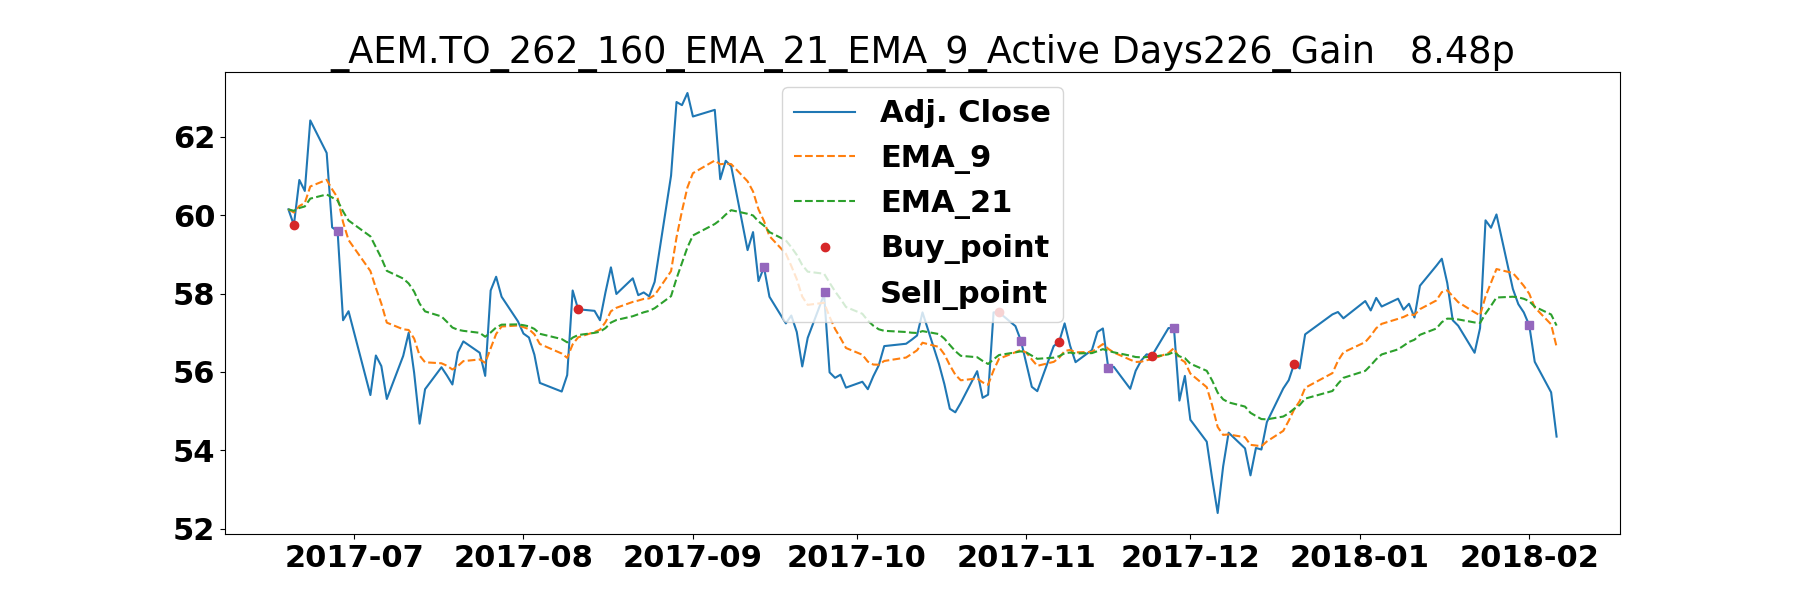 _AEM.TO_262_160_EMA_21_EMA_9_Active Days226_Gain   8.48p
Adj. Close
EMA_9
EMA_21
Buy_point
Sell_point
62
60
58
56
54
52
2017-07 2017-08 2017-09 2017-10 2017-11 2017-12 2018-01 2018-02